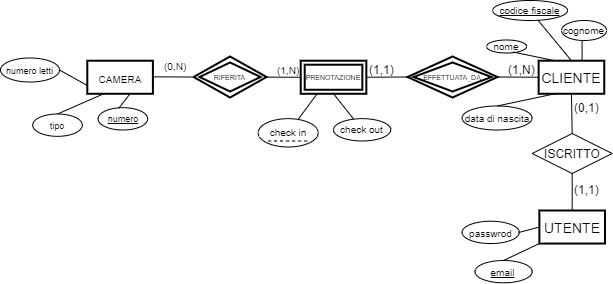 codice fiscale
cognome
nome
numero letti
CAMERA
(0,N)
RIFERITA
(1,N)
PRENOTAZIONE
(1,1)
EFFETTUATA_DA
(1,N)
CLIENTE
tipo
numero
check in
check out
data di nascita
(0,1)
ISCRITTO
(1,1)
UTENTE
passwrod
email